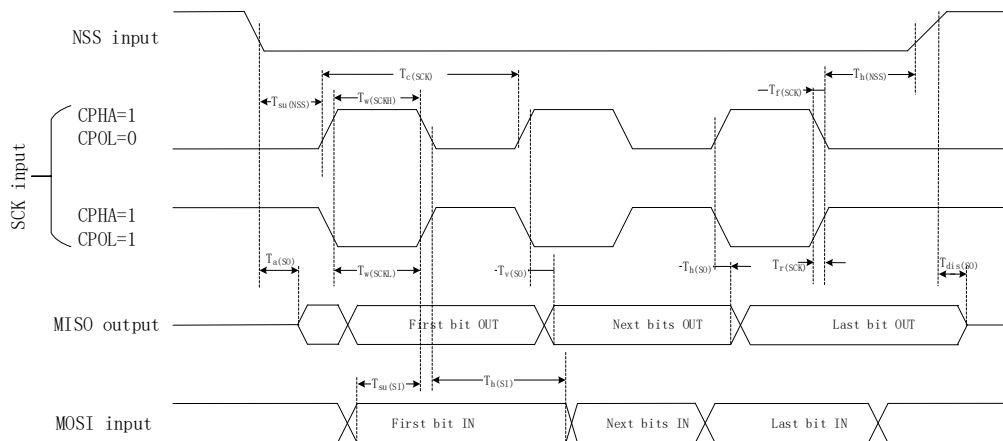 NSS input
Tc(SCK)
Th(NSS)
Tsu(NSS)
Tw(SCKH)
Tf(SCK)
CPHA=1
CPOL=0
SCK input
CPHA=1
CPOL=1
Ta(SO)
Tw(SCKL)
Tv(SO)
Th(SO)
Tr(SCK)
Tdis(SO)
MISO output
First bit OUT
Next bits OUT
Last bit OUT
Tsu(SI)
Th(SI)
MOSI input
First bit IN
Next bits IN
Last bit IN